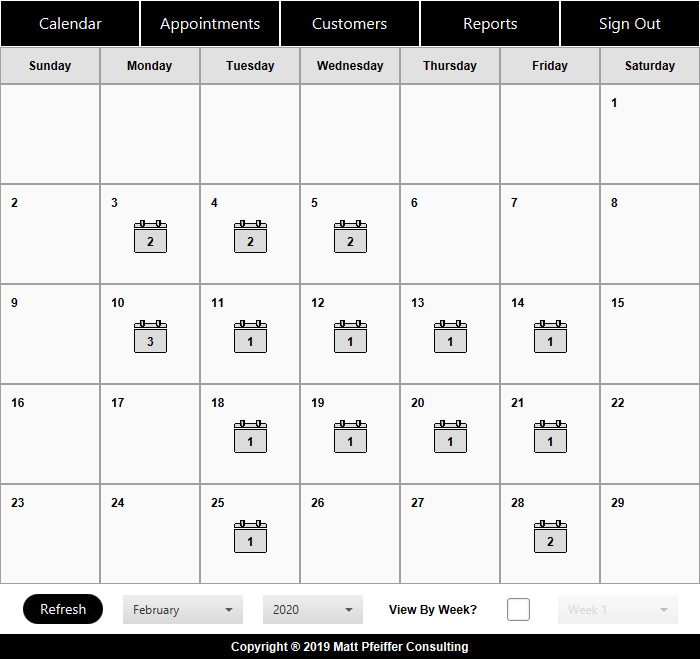 Calendar Appointments Customers Reports Sign Out
Sunday Monday Tuesday Wednesday Thursday Friday Saturday
1
2 3 4 5 6 7 8
2 2 2
9 10 11 12 13 14 15
3 1 1 1 1
16 17 18 19 20 21 22
1 1 1 1
23 24 25 26 27 28 29
1 2
Refresh February 2020 View By Week? Week 1
Copyright ® 2019 Matt Pfeiffer Consulting